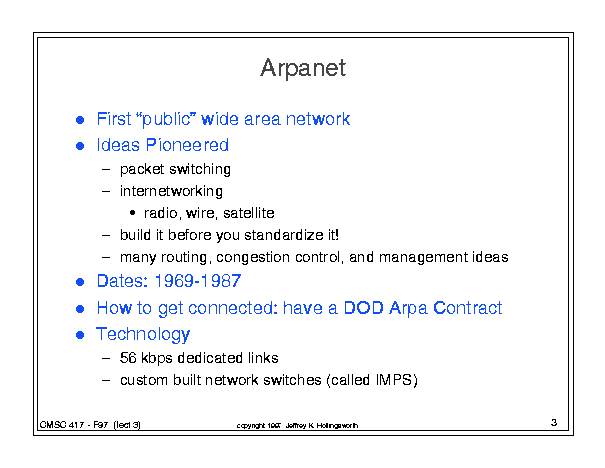 Arpanet
● First “public” wide area network
● Ideas Pioneered
– packet switching
– internetworking
• radio, wire, satellite
– build it before you standardize it!
– many routing, congestion control, and management ideas
● Dates: 1969-1987
● How to get connected: have a DOD Arpa Contract
● Technology
– 56 kbps dedicated links
– custom built network switches (called IMPS)
CMSC 417 - F97 (lect 3)
copyright 1997 Jeffrey K. Hollingsworth
3